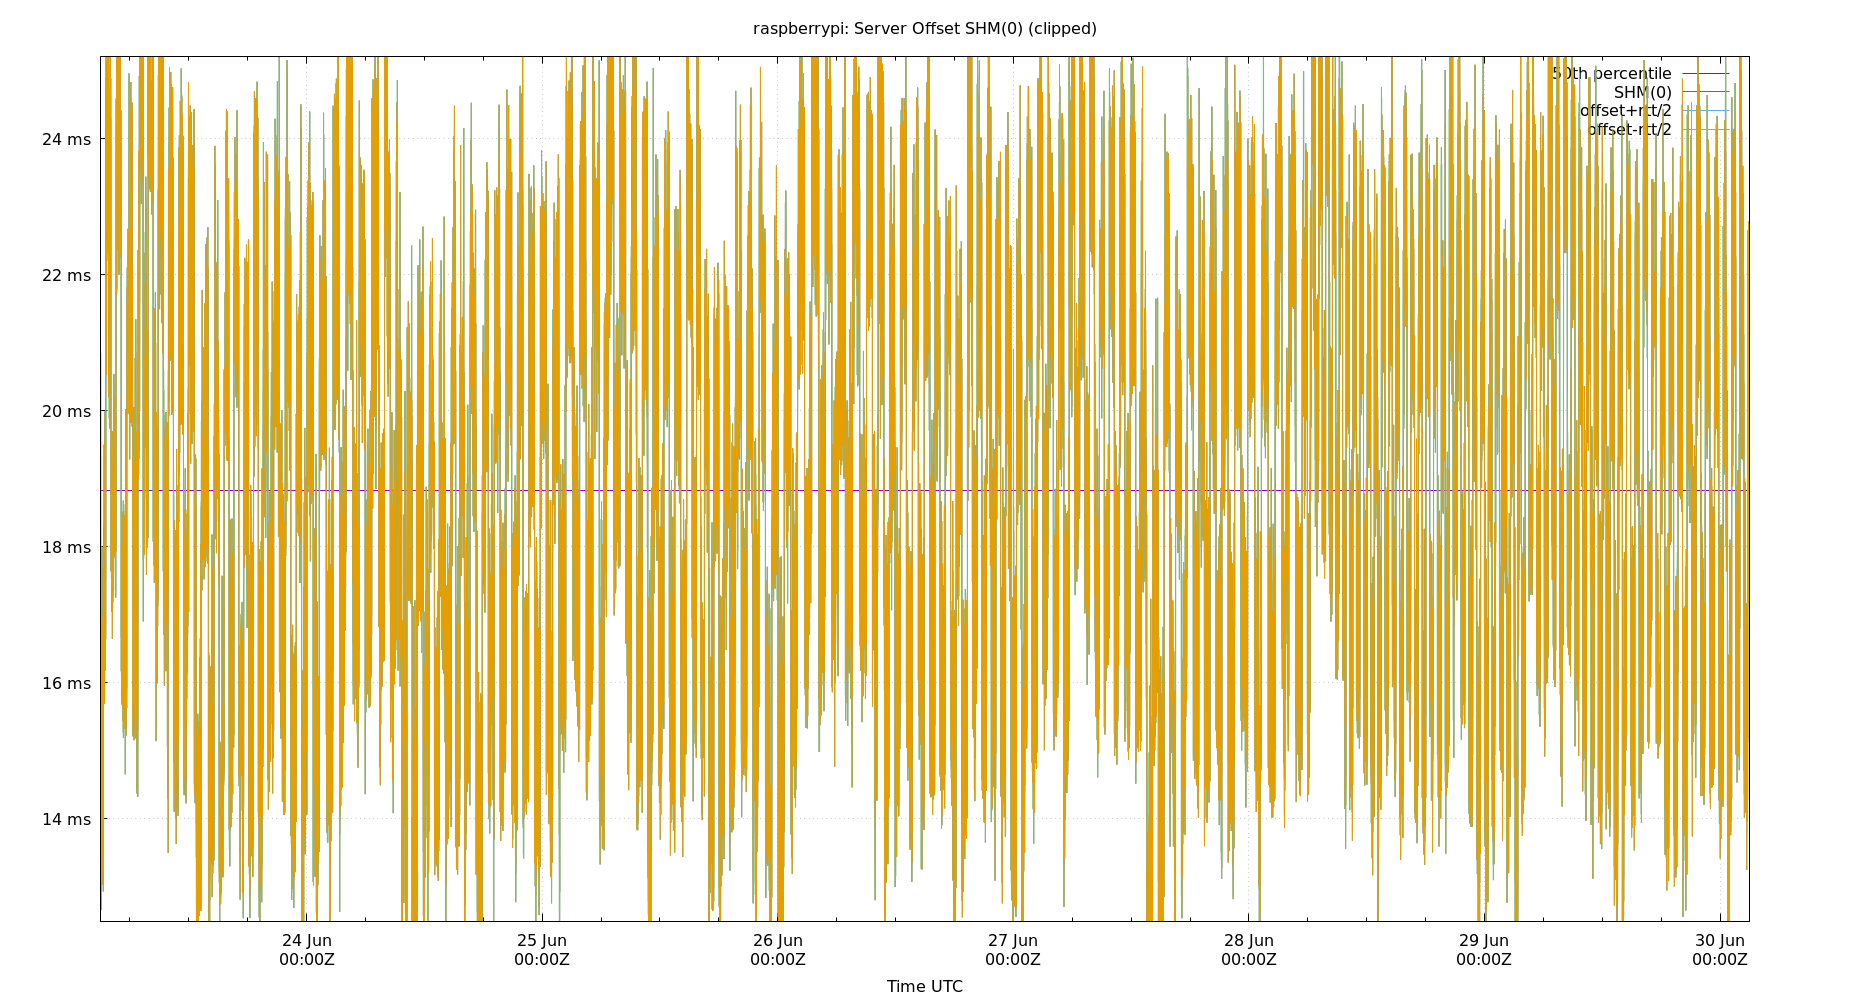 raspberrypi: Server Offset SHM(0) (clipped)
50th percentile
SHM(0)
offset+rtt/2
offset-rtt/2
24 ms
22 ms
20 ms
18 ms
16 ms
14 ms
24 Jun 25 Jun 26 Jun 27 Jun 28 Jun 29 Jun 30 Jun
00:00Z 00:00Z 00:00Z 00:00Z 00:00Z 00:00Z 00:00Z
Time UTC